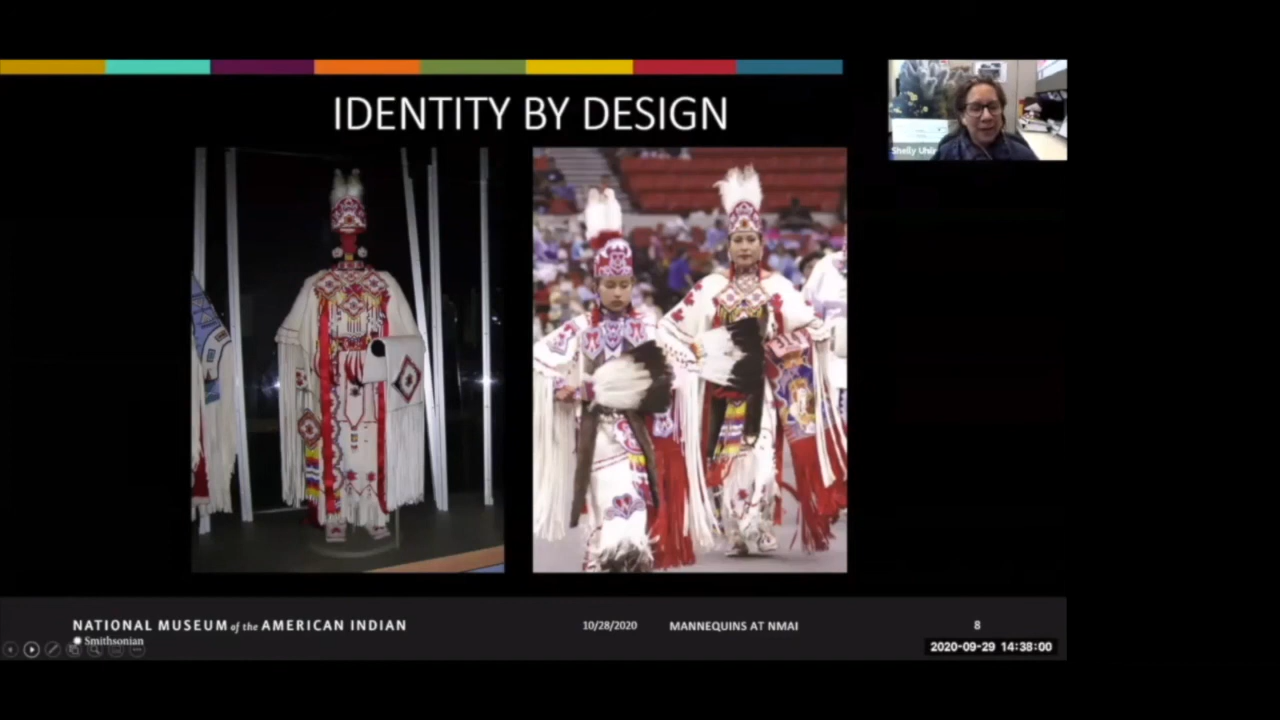 IDENTITY BY DESIGN
Shelly Uhlir
NATIONAL MUSEUM of the AMERICAN INDIAN
Smithsonian
10/28/2020
MANNEQUINS AT NMAI
8
2020-09-29 14:38:00